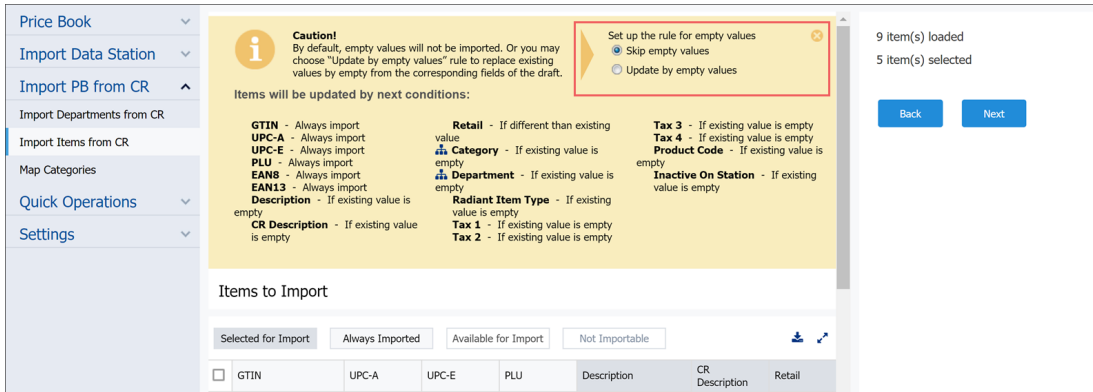 Price Book
Import Data Station
Import PB from CR
Import Departments from CR
Import Items from CR
Map Categories
Quick Operations
Settings
Caution!
By default, empty values will not be imported. Or you may
choose "Update by empty values" rule to replace existing
values by empty from the corresponding fields of the draft.
Set up the rule for empty values
Skip empty values
Update by empty values
Items will be updated by next conditions:
GTIN - Always import
UPC-A - Always import
UPC-E - Always import
PLU - Always import
EAN8 - Always import
EAN13 - Always import
Description - If existing value is
empty
CR Description - If existing value
is empty
Retail - If different than existing
value
Category - If existing value is
empty
Department - If existing value is
empty
Radiant Item Type - If existing
value is empty
Tax 1 - If existing value is empty
Tax 2 - If existing value is empty
Tax 3 - If existing value is empty
Tax 4 - If existing value is empty
Product Code - If existing value is
empty
Inactive On Station - If existing
value is empty
Items to Import
Selected for Import Always Imported Available for Import Not Importable
GTIN UPC-A UPC-E PLU Description CR Description Retail
9 item(s) loaded
5 item(s) selected
Back Next